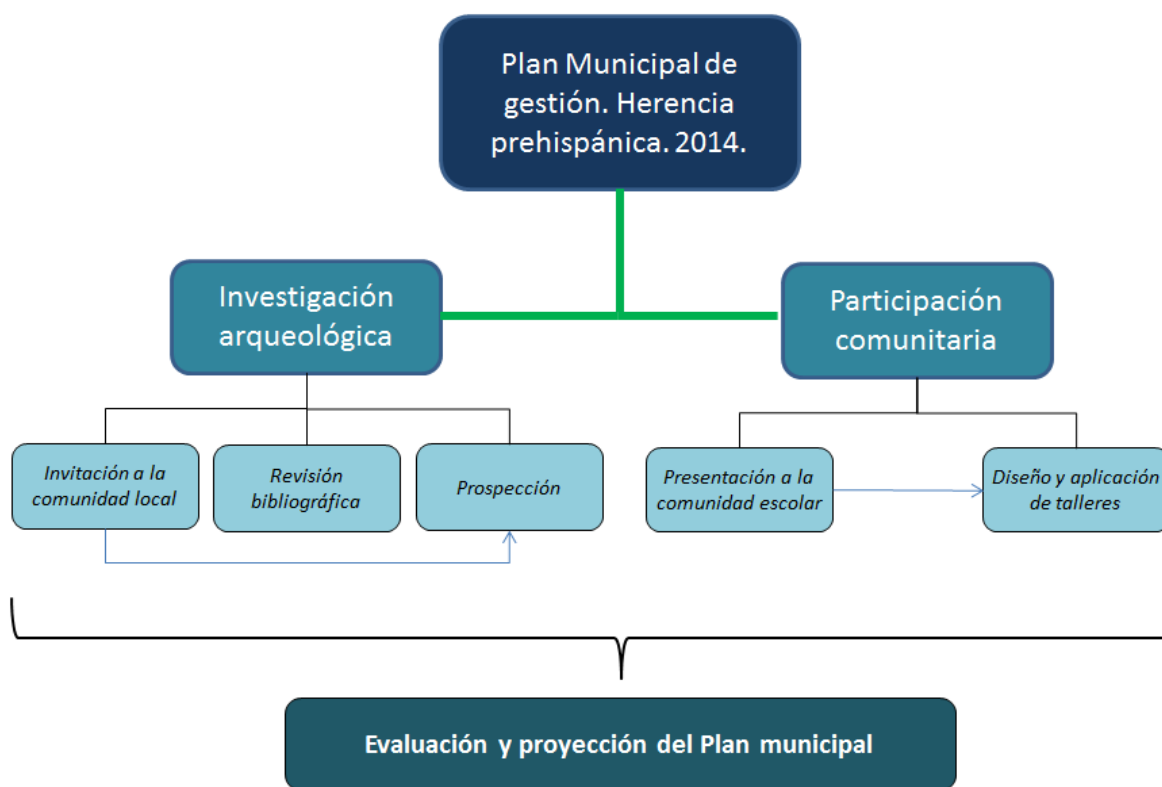 Plan Municipal de
gestión. Herencia
prehispánica. 2014.
Investigación
arqueológica
Participación
comunitaria
Invitación a la
comunidad local
Revisión
bibliográfica
Prospección
Presentación a la
comunidad escolar
Diseño y aplicación
de talleres
Evaluación y proyección del Plan municipal